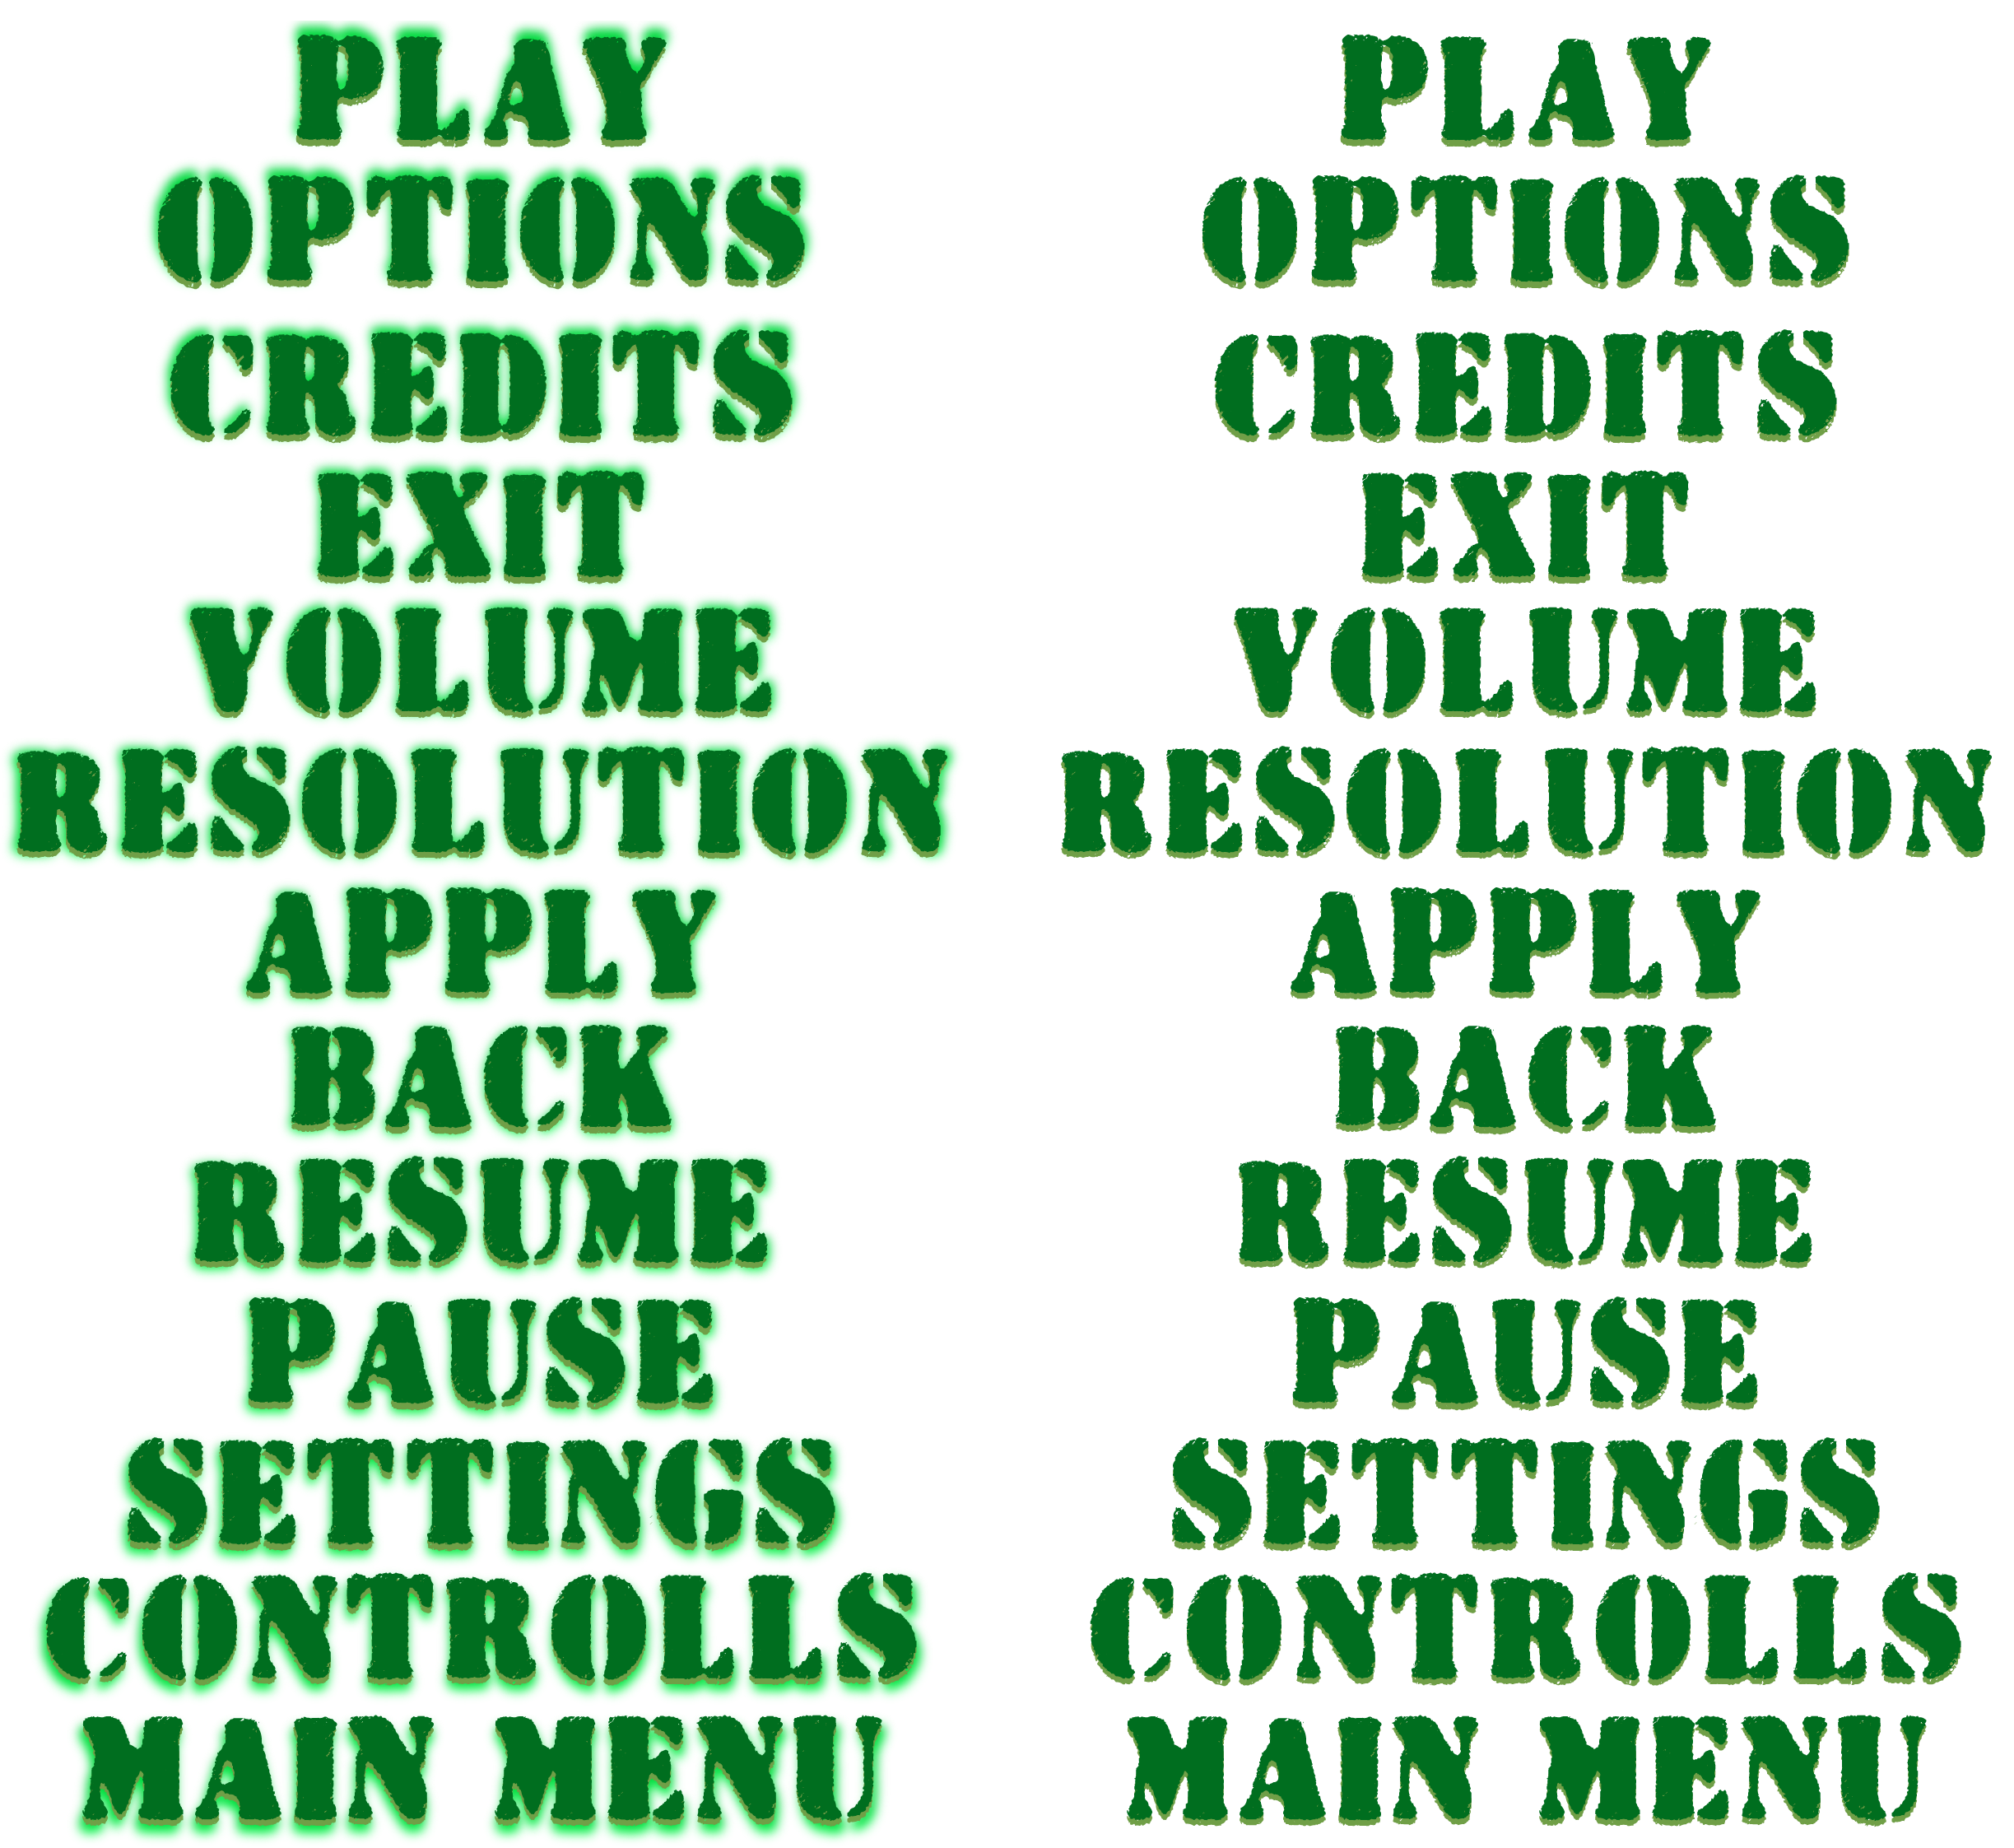 PLAY PLAY
OPTIONS OPTIONS
CREDITS CREDITS
EXIT EXIT
VOLUME VOLUME
RESOLUTION RESOLUTION
APPLY APPLY
BACK BACK
RESUME RESUME
PAUSE PAUSE
SETTINGS SETTINGS
CONTROLLS CONTROLLS
MAIN MENU MAIN MENU